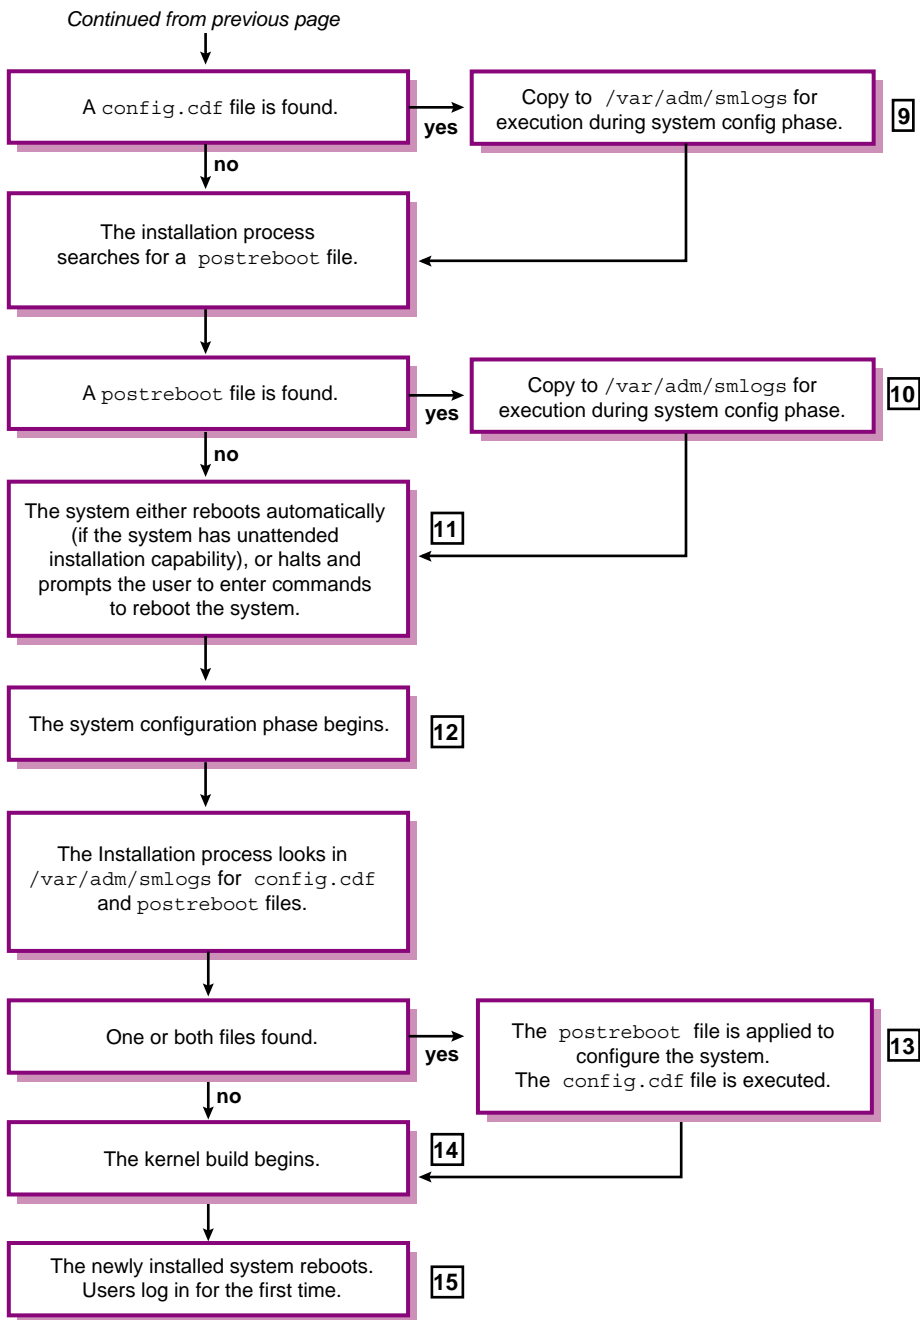 Continued from previous page
A config.cdf file is found.
yes
Copy to /var/adm/smlogs for
execution during system config phase.
9
no
The installation process
searches for a postreboot file.
A postreboot file is found.
yes
Copy to /var/adm/smlogs for
execution during system config phase.
10
no
The system either reboots automatically
(if the system has unattended
installation capability), or halts and
prompts the user to enter commands
to reboot the system.
11
The system configuration phase begins.
12
The Installation process looks in
/var/adm/smlogs for config.cdf
and postreboot files.
One or both files found.
yes
The postreboot file is applied to
configure the system.
The config.cdf file is executed.
13
no
The kernel build begins.
14
The newly installed system reboots.
Users log in for the first time.
15